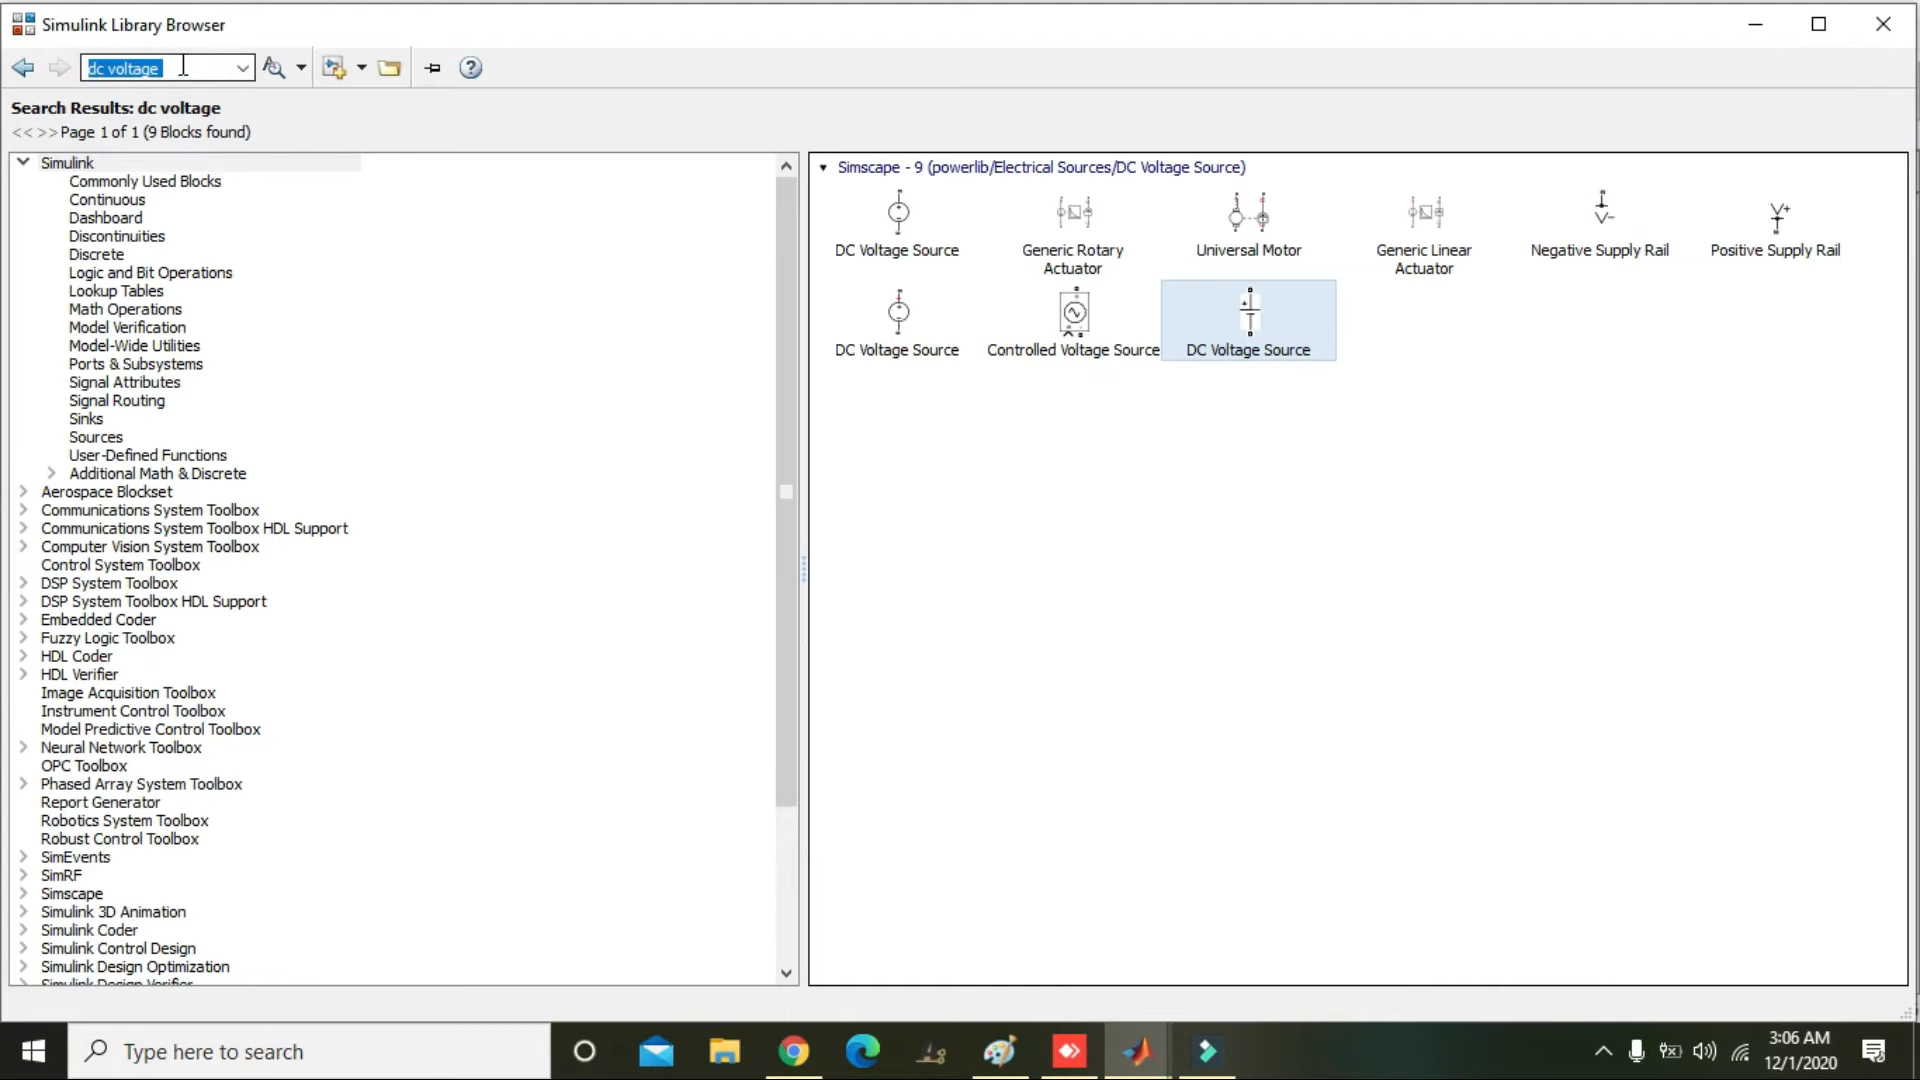 Simulink Library Browser
dc voltage
Search Results: dc voltage
<< >> Page 1 of 1 (9 Blocks found)
Simulink
Commonly Used Blocks
Continuous
Dashboard
Discontinuities
Discrete
Logic and Bit Operations
Lookup Tables
Math Operations
Model Verification
Model-Wide Utilities
Ports & Subsystems
Signal Attributes
Signal Routing
Sinks
Sources
User-Defined Functions
Additional Math & Discrete
Aerospace Blockset
Communications System Toolbox
Communications System Toolbox HDL Support
Computer Vision System Toolbox
Control System Toolbox
DSP System Toolbox
DSP System Toolbox HDL Support
Embedded Coder
Fuzzy Logic Toolbox
HDL Coder
HDL Verifier
Image Acquisition Toolbox
Instrument Control Toolbox
Model Predictive Control Toolbox
Neural Network Toolbox
OPC Toolbox
Phased Array System Toolbox
Report Generator
Robotics System Toolbox
Robust Control Toolbox
SimEvents
SimRF
Simscape
Simulink 3D Animation
Simulink Coder
Simulink Control Design
Simulink Design Optimization
Simulink Design Verifier
Simscape - 9 (powerlib/Electrical Sources/DC Voltage Source)
V-
V+
DC Voltage Source
Generic Rotary Actuator
Universal Motor
Generic Linear Actuator
Negative Supply Rail
Positive Supply Rail
DC Voltage Source
Controlled Voltage Source
DC Voltage Source
Type here to search
3:06 AM
12/1/2020